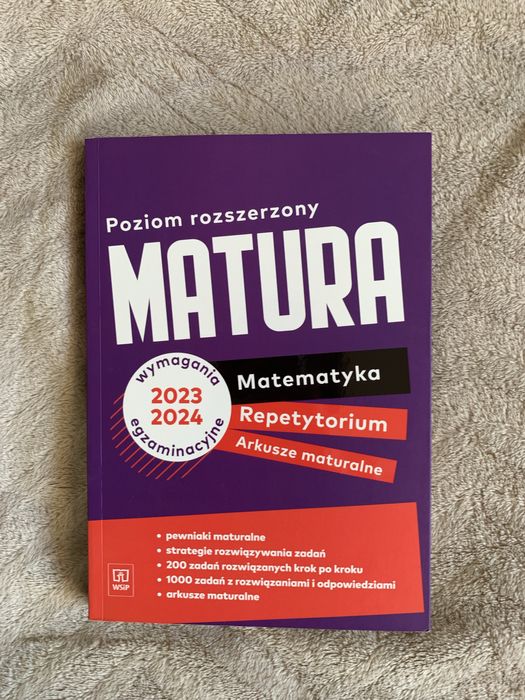 Poziom rozszerzony
MATURA
wymagania
2023
2024
egzaminacyjne
Matematyka
Repetytorium
Arkusze maturalne
• pewniaki maturalne
• strategie rozwiązywania zadań
• 200 zadań rozwiązanych krok po kroku
• 1000 zadań z rozwiązaniami i odpowiedziami
• arkusze maturalne
WSiP